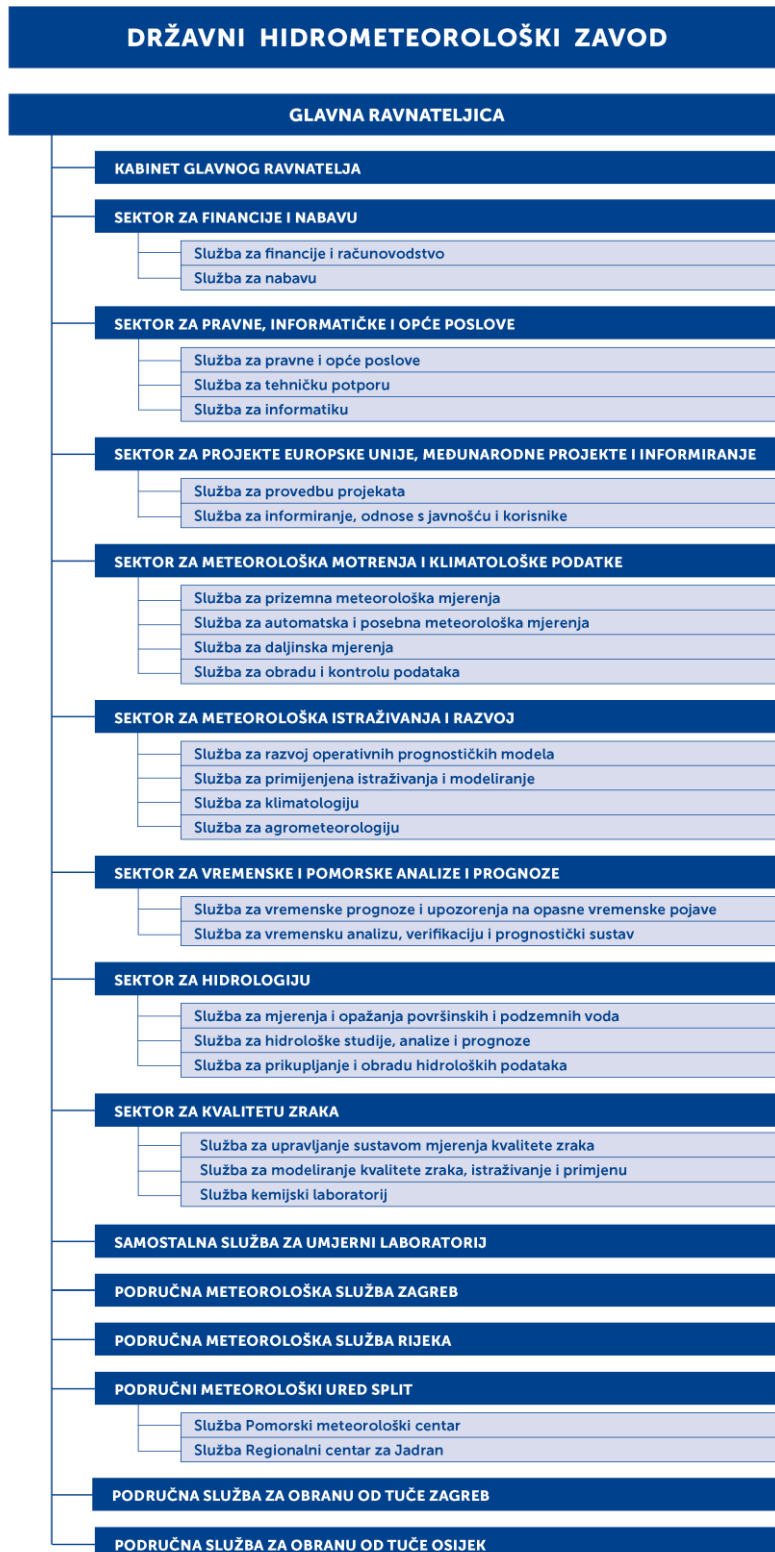 DRŽAVNI HIDROMETEOROLOŠKI ZAVOD
GLAVNA RAVNATELJICA
KABINET GLAVNOG RAVNATELJA
SEKTOR ZA FINANCIJE I NABAVU
Služba za financije i računovodstvo
Služba za nabavu
SEKTOR ZA PRAVNE, INFORMATIČKE I OPĆE POSLOVE
Služba za pravne i opće poslove
Služba za tehničku potporu
Služba za informatiku
SEKTOR ZA PROJEKTE EUROPSKE UNIJE, MEĐUNARODNE PROJEKTE I INFORMIRANJE
Služba za provedbu projekata
Služba za informiranje, odnose s javnošću i korisnike
SEKTOR ZA METEOROLOŠKA MOTRENJA I KLIMATOLOŠKE PODATKE
Služba za prizemna meteorološka mjerenja
Služba za automatska i posebna meteorološka mjerenja
Služba za daljinska mjerenja
Služba za obradu i kontrolu podataka
SEKTOR ZA METEOROLOŠKA ISTRAŽIVANJA I RAZVOJ
Služba za razvoj operativnih prognostičkih modela
Služba za primijenjena istraživanja i modeliranje
Služba za klimatologiju
Služba za agrometeorologiju
SEKTOR ZA VREMENSKE I POMORSKE ANALIZE I PROGNOZE
Služba za vremenske prognoze i upozorenja na opasne vremenske pojave
Služba za vremensku analizu, verifikaciju i prognostički sustav
SEKTOR ZA HIDROLOGIJU
Služba za mjerenja i opažanja površinskih i podzemnih voda
Služba za hidrološke studije, analize i prognoze
Služba za prikupljanje i obradu hidroloških podataka
SEKTOR ZA KVALITETU ZRAKA
Služba za upravljanje sustavom mjerenja kvalitete zraka
Služba za modeliranje kvalitete zraka, istraživanje i primjenu
Služba kemijski laboratorij
SAMOSTALNA SLUŽBA ZA UMJERNI LABORATORIJ
PODRUČNA METEOROLOŠKA SLUŽBA ZAGREB
PODRUČNA METEOROLOŠKA SLUŽBA RIJEKA
PODRUČNI METEOROLOŠKI URED SPLIT
Služba Pomorski meteorološki centar
Služba Regionalni centar za Jadran
PODRUČNA SLUŽBA ZA OBRANU OD TUČE ZAGREB
PODRUČNA SLUŽBA ZA OBRANU OD TUČE OSIJEK